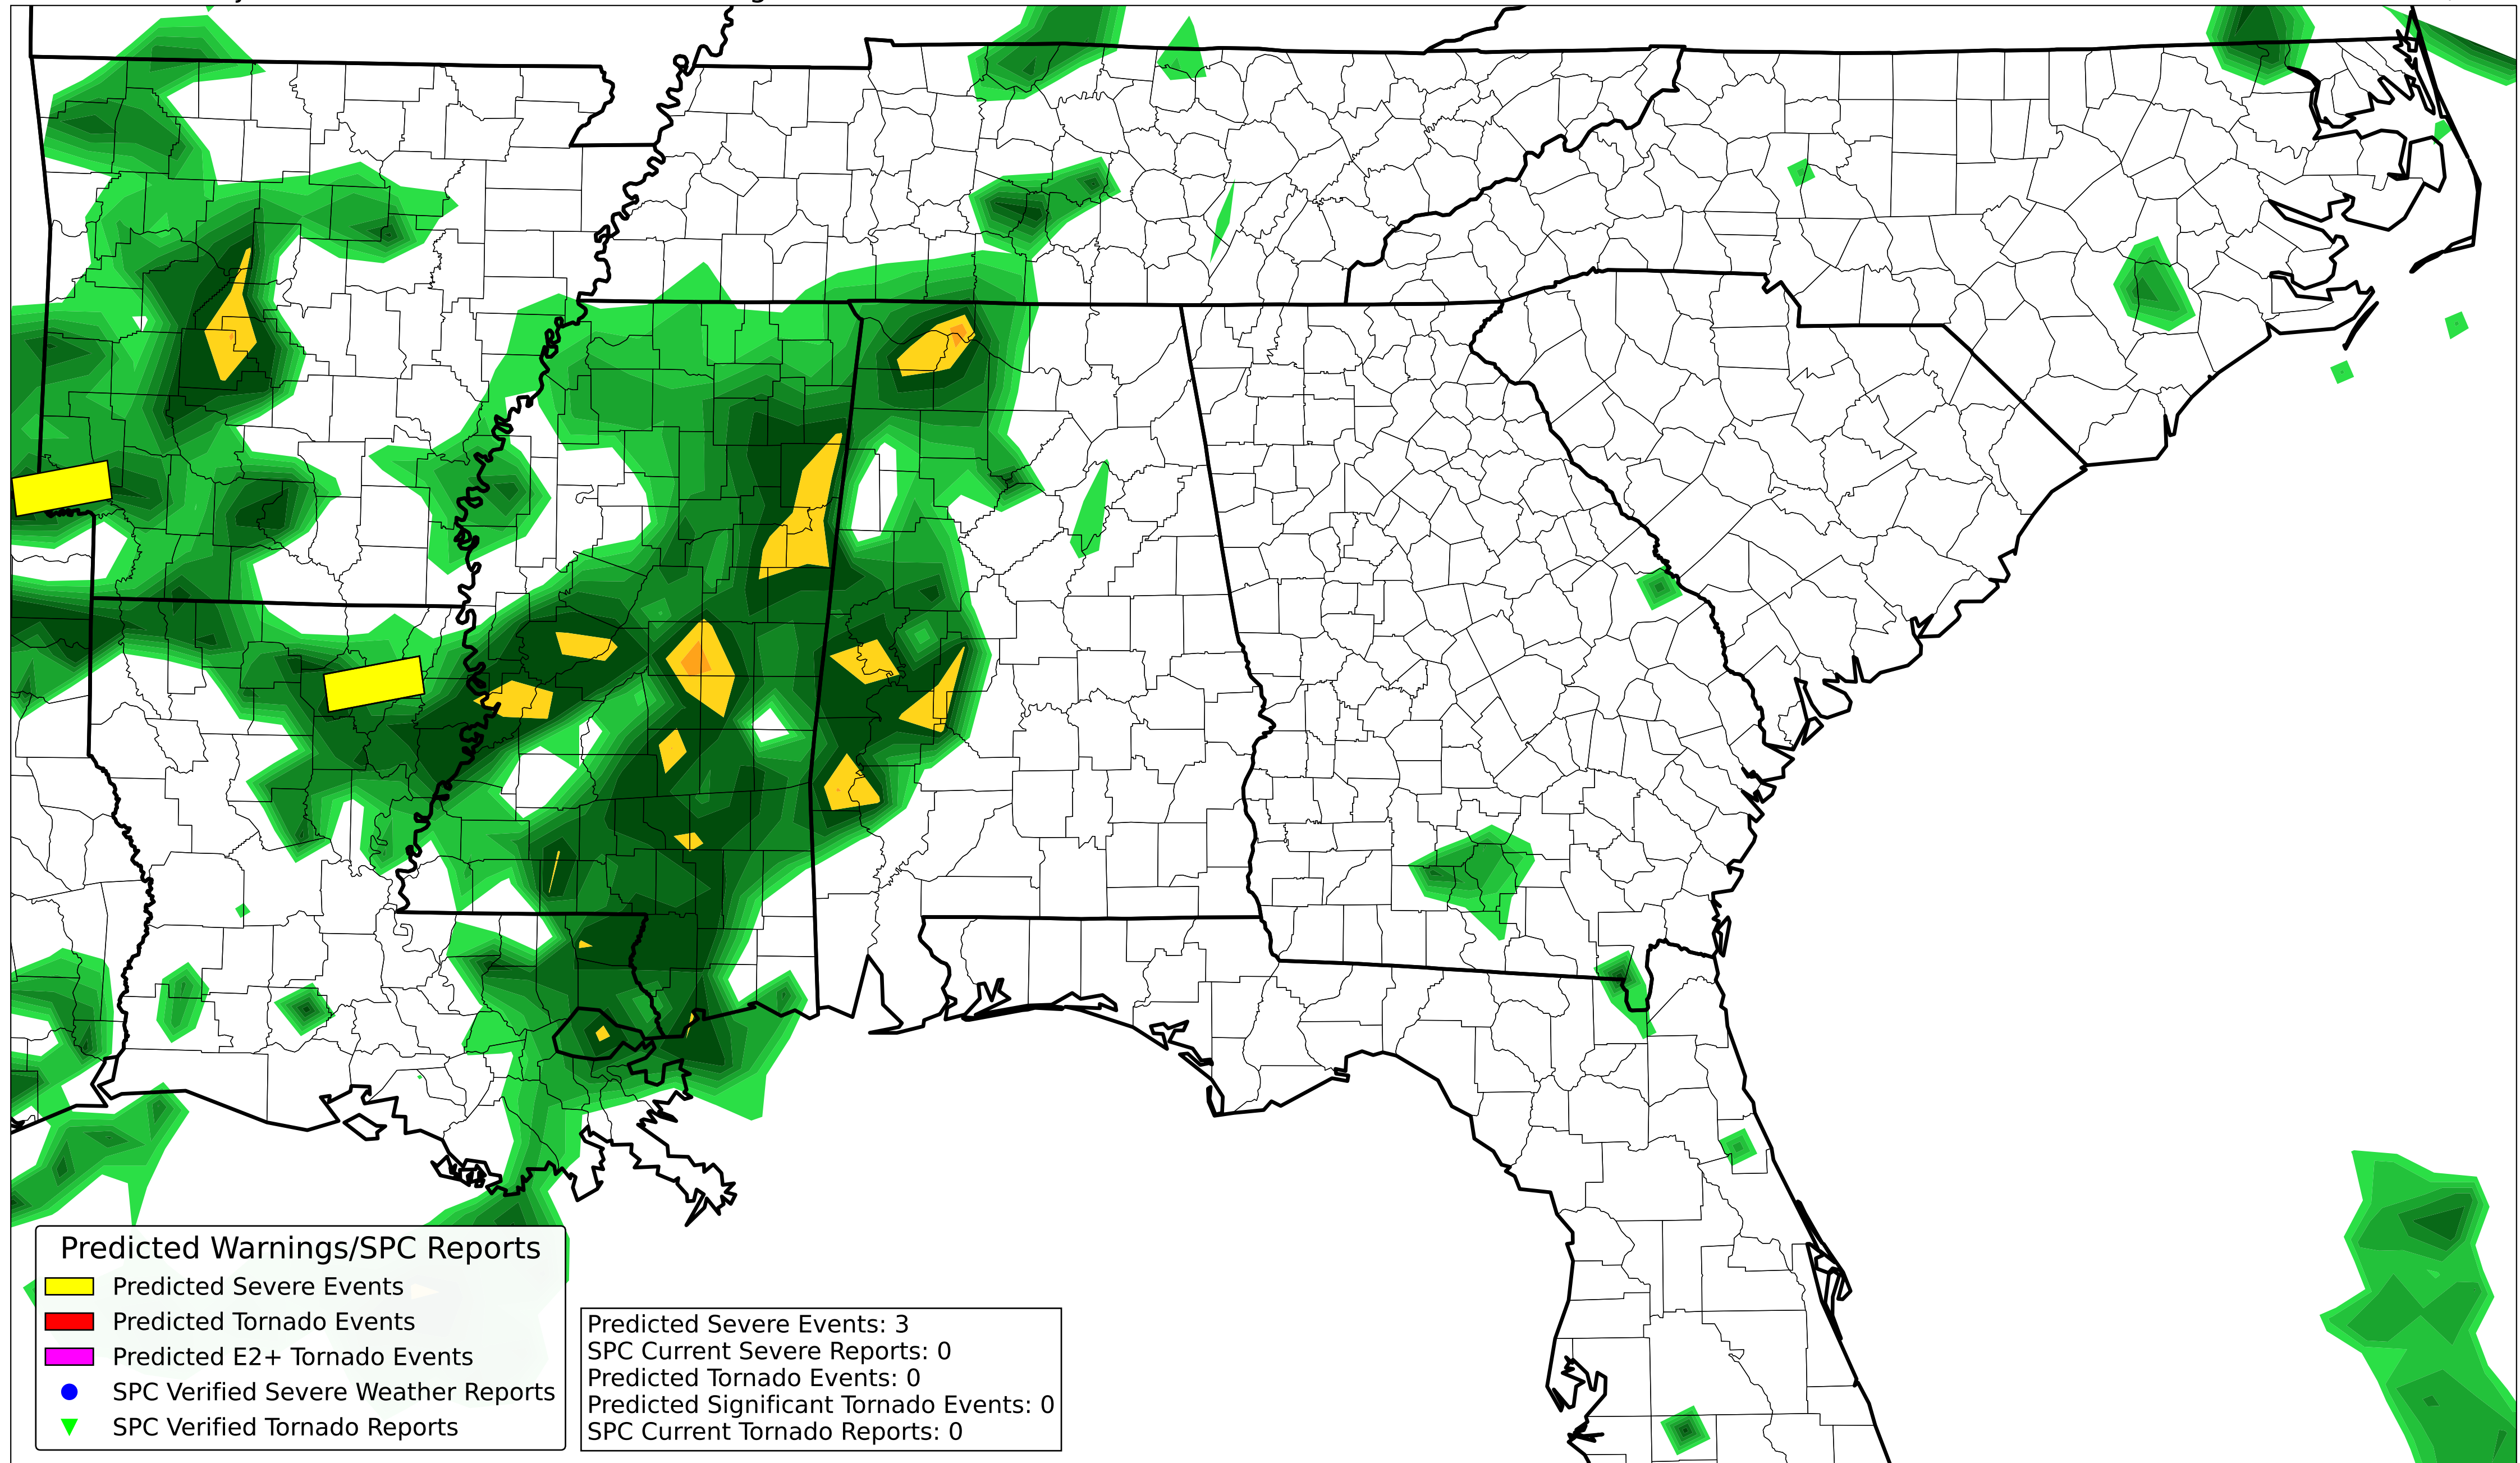 Predicted Warnings/SPC Reports
Predicted Severe Events
Predicted Tornado Events
Predicted E2+ Tornado Events
SPC Verified Severe Weather Reports
SPC Verified Tornado Reports
Predicted Severe Events: 3
SPC Current Severe Reports: 0
Predicted Tornado Events: 0
Predicted Significant Tornado Events: 0
SPC Current Tornado Reports: 0